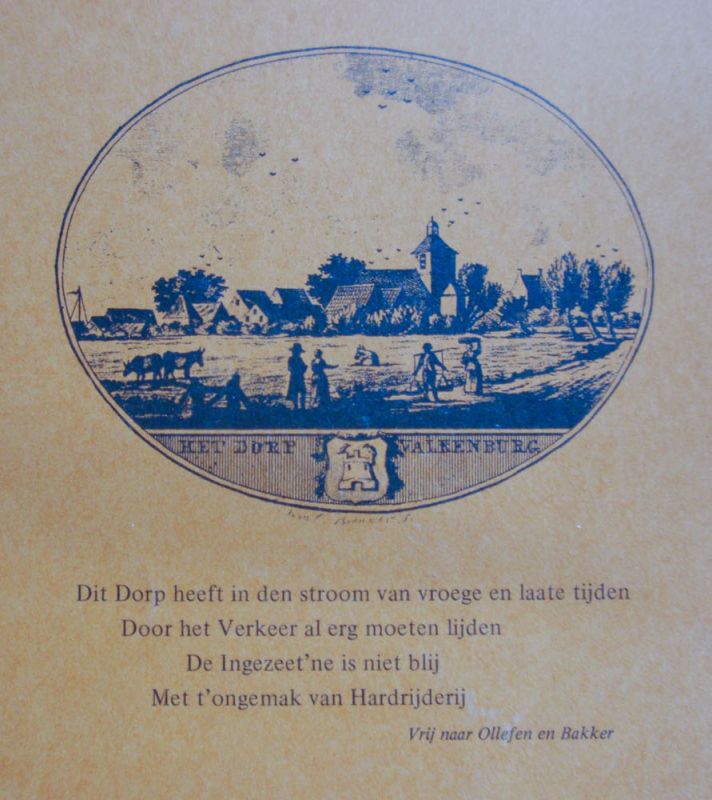 HET DORP VALKENBURG
Dit Dorp heeft in den stroom van vroege en laate tijden
Door het Verkeer al erg moeten lijden
De Ingezeet'ne is niet blij
Met t'ongemak van Hardrijderij
Vrij naar Ollefen en Bakker